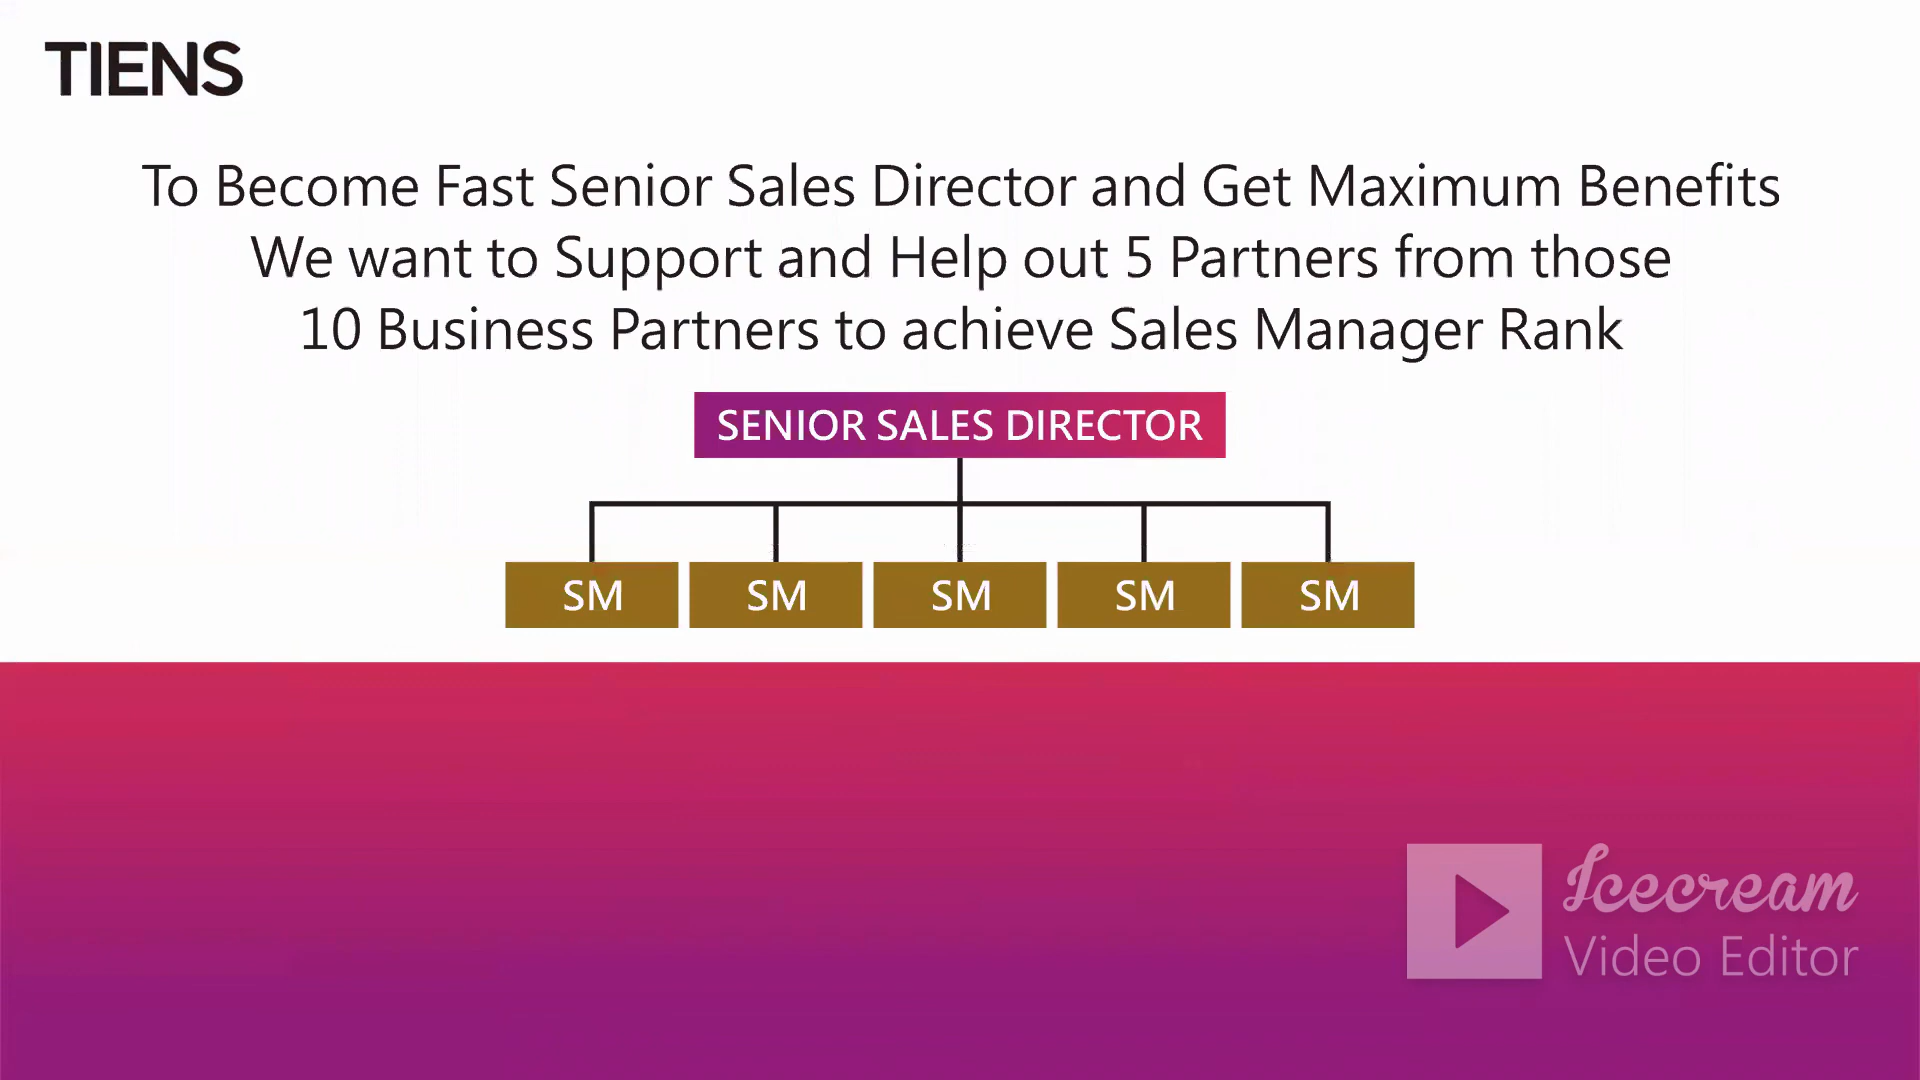 TIENS
To Become Fast Senior Sales Director and Get Maximum Benefits
We want to Support and Help out 5 Partners from those
10 Business Partners to achieve Sales Manager Rank
SENIOR SALES DIRECTOR
SM SM SM SM SM
Icecream
Video Editor